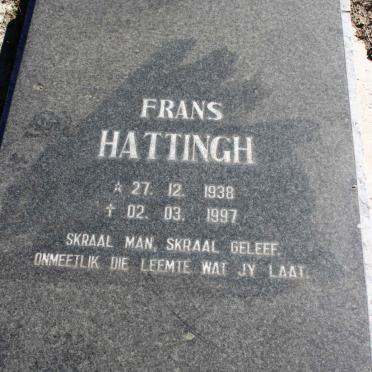 FRANS
HATTINGH
☆ 27. 12. 1938
✝ 02. 03. 1997
SKRAAL MAN, SKRAAL GELEEF,
ONMEETLIK DIE LEEMTE WAT JY LAAT.